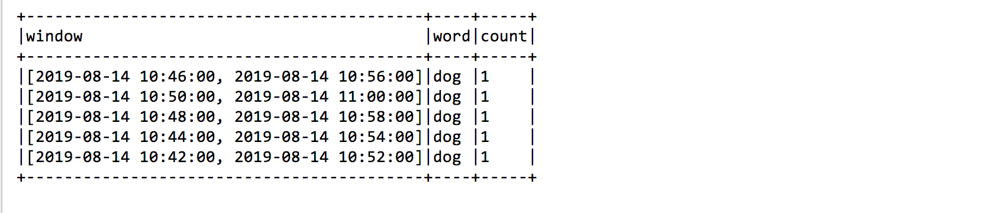 +------------------------------------------+----+-----+
|window                                    |word|count|
+------------------------------------------+----+-----+
|[2019-08-14 10:46:00, 2019-08-14 10:56:00]|dog |1    |
|[2019-08-14 10:50:00, 2019-08-14 11:00:00]|dog |1    |
|[2019-08-14 10:48:00, 2019-08-14 10:58:00]|dog |1    |
|[2019-08-14 10:44:00, 2019-08-14 10:54:00]|dog |1    |
|[2019-08-14 10:42:00, 2019-08-14 10:52:00]|dog |1    |
+------------------------------------------+----+-----+